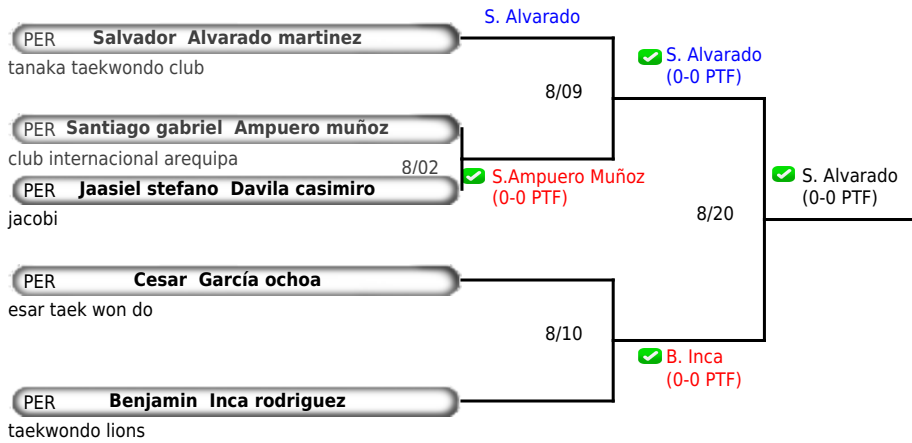 S. Alvarado
PER Salvador Alvarado martinez
tanaka taekwondo club
S. Alvarado
(0-0 PTF)
8/09
PER Santiago gabriel Ampuero muñoz
club internacional arequipa
8/02
S.Ampuero Muñoz
(0-0 PTF)
S. Alvarado
(0-0 PTF)
PER Jaasiel stefano Davila casimiro
jacobi
8/20
PER Cesar García ochoa
esar taek won do
8/10
B. Inca
(0-0 PTF)
PER Benjamin Inca rodriguez
taekwondo lions